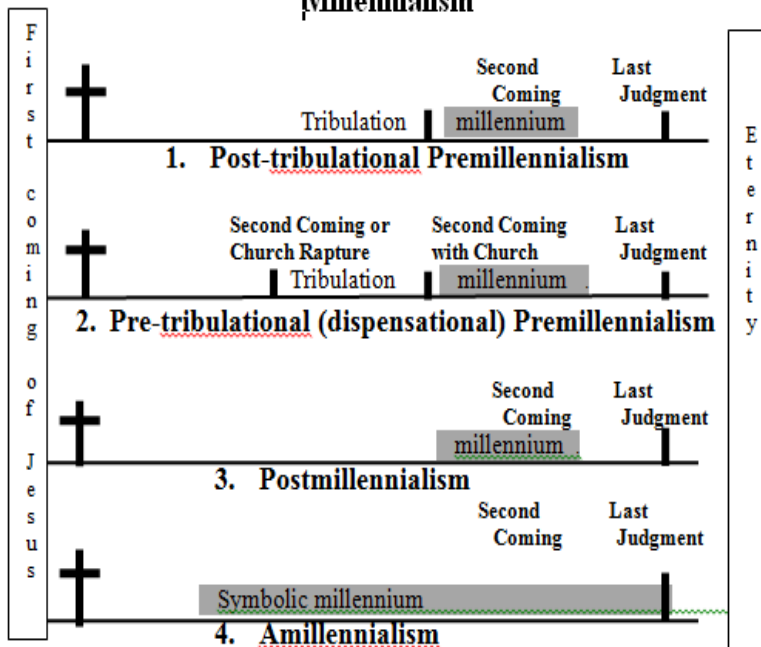 Millennialism
First coming of Jesus
Second Last
Coming Judgment
Tribulation millennium
1. Post-tribulational Premillennialism
Second Coming or Second Coming Last
Church Rapture with Church Judgment
Tribulation millennium .
2. Pre-tribulational (dispensational) Premillennialism
Second Last
Coming Judgment
millennium .
3. Postmillennialism
Second Last
Coming Judgment
Symbolic millennium
4. Amillennialism
Eternity